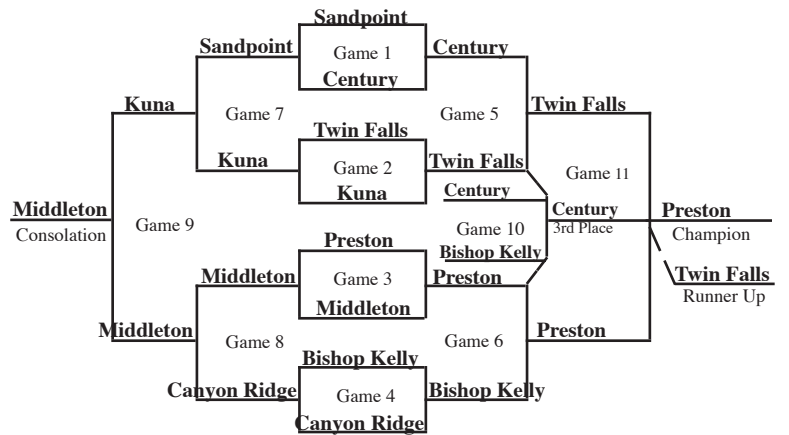 Sandpoint
Sandpoint
Game 1
Century
Century
Kuna
Game 7
Game 5
Twin Falls
Twin Falls
Kuna
Game 2
Twin Falls
Game 11
Kuna
Century
Middleton
Game 9
Century
Preston
Consolation
Game 10
3rd Place
Champion
Preston
Bishop Kelly
Middleton
Game 3
Preston
Twin Falls
Middleton
Runner Up
Middleton
Game 8
Game 6
Preston
Bishop Kelly
Canyon Ridge
Game 4
Bishop Kelly
Canyon Ridge